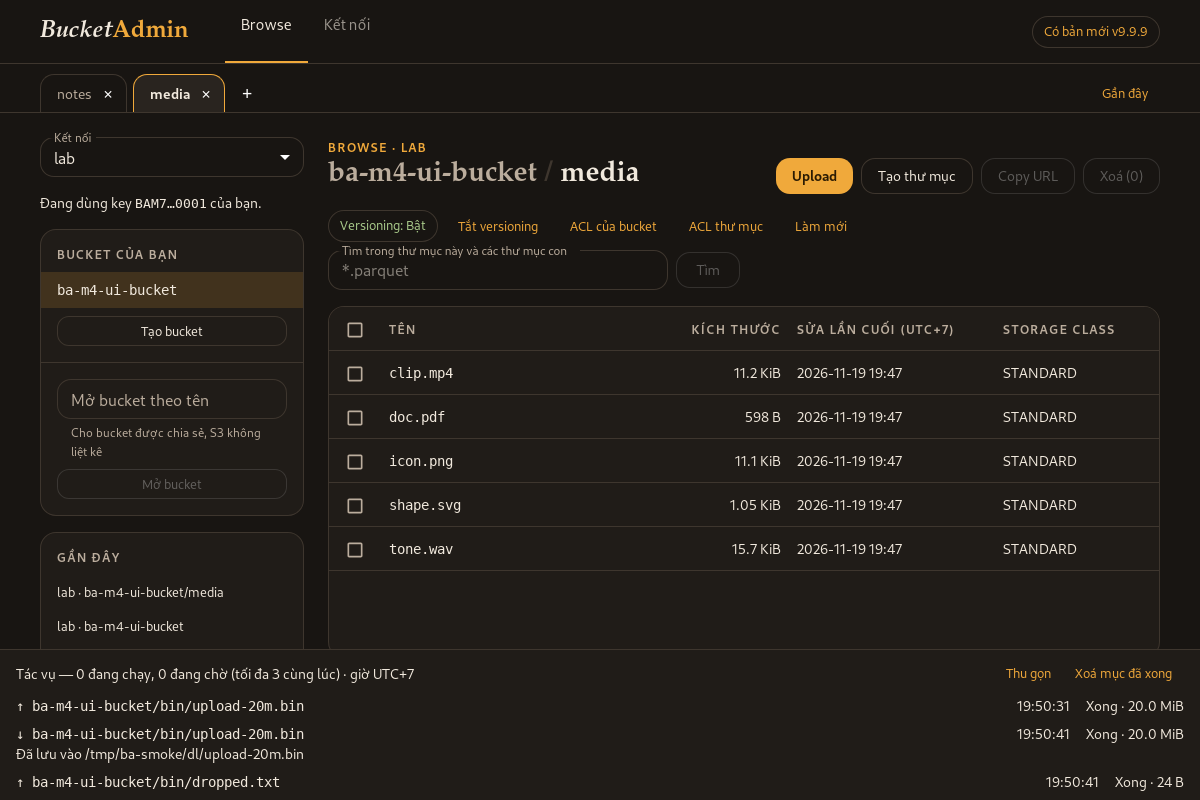 BucketAdmin
Browse
Kết nối
Có bản mới v9.9.9
notes ×
media ×
+
Gần đây
Kết nối
lab
Đang dùng key BAM7…0001 của bạn.
BUCKET CỦA BẠN
ba-m4-ui-bucket
Tạo bucket
Mở bucket theo tên
Cho bucket được chia sẻ, S3 không
liệt kê
Mở bucket
GẦN ĐÂY
lab · ba-m4-ui-bucket/media
lab · ba-m4-ui-bucket
BROWSE · LAB
ba-m4-ui-bucket / media
Upload
Tạo thư mục
Copy URL
Xoá (0)
Versioning: Bật
Tắt versioning
ACL của bucket
ACL thư mục
Làm mới
Tìm trong thư mục này và các thư mục con
*.parquet
Tìm
TÊN KÍCH THƯỚC SỬA LẦN CUỐI (UTC+7) STORAGE CLASS
clip.mp4 11.2 KiB 2026-11-19 19:47 STANDARD
doc.pdf 598 B 2026-11-19 19:47 STANDARD
icon.png 11.1 KiB 2026-11-19 19:47 STANDARD
shape.svg 1.05 KiB 2026-11-19 19:47 STANDARD
tone.wav 15.7 KiB 2026-11-19 19:47 STANDARD
Tác vụ — 0 đang chạy, 0 đang chờ (tối đa 3 cùng lúc) · giờ UTC+7
Thu gọn
Xoá mục đã xong
↑ ba-m4-ui-bucket/bin/upload-20m.bin 19:50:31 Xong · 20.0 MiB
↓ ba-m4-ui-bucket/bin/upload-20m.bin 19:50:41 Xong · 20.0 MiB
Đã lưu vào /tmp/ba-smoke/dl/upload-20m.bin
↑ ba-m4-ui-bucket/bin/dropped.txt 19:50:41 Xong · 24 B